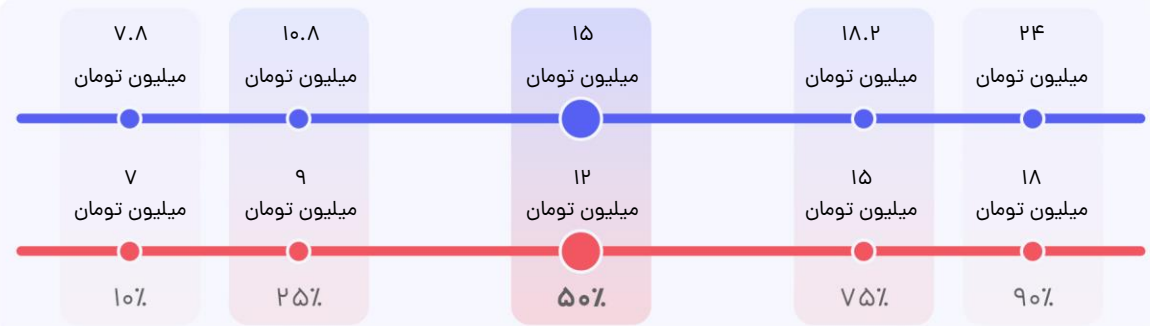 ۷.۸ ۱۰.۸ ۱۵ ۱۸.۲ ۲۴
میلیون تومان میلیون تومان میلیون تومان میلیون تومان میلیون تومان
۷ ۹ ۱۲ ۱۵ ۱۸
میلیون تومان میلیون تومان میلیون تومان میلیون تومان میلیون تومان
۱۰٪ ۲۵٪ ۵۰٪ ۷۵٪ ۹۰٪